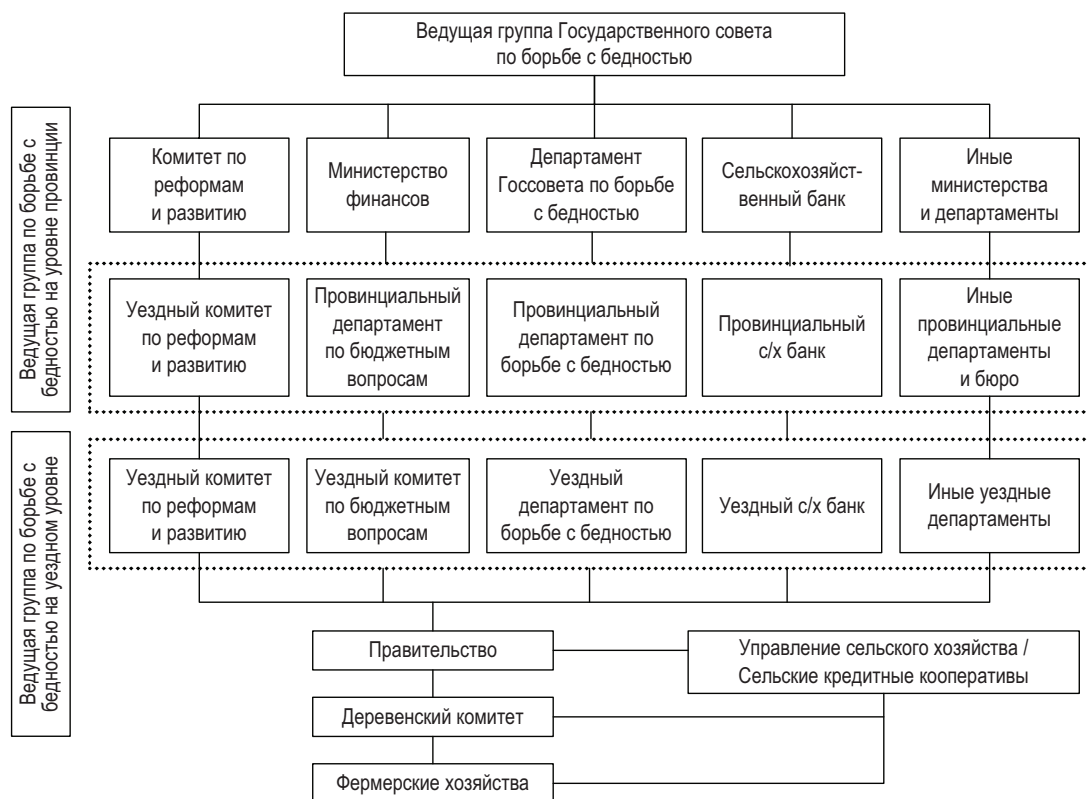 Ведущая группа Государственного совета
по борьбе с бедностью
Ведущая группа по борьбе с
бедностью на уровне провинции
Комитет по
реформам
и развитию
Министерство
финансов
Департамент
Госсовета по борьбе
с бедностью
Сельскохозяйст-
венный банк
Иные
министерства
и департаменты
Уездный комитет
по реформам
и развитию
Провинциальный
департамент
по бюджетным
вопросам
Провинциальный
департамент по
борьбе с бедностью
Провинциальный
с/х банк
Иные
провинциальные
департаменты
и бюро
Ведущая группа по борьбе с
бедностью на уездном уровне
Уездный комитет
по реформам
и развитию
Уездный комитет
по бюджетным
вопросам
Уездный
департамент по
борьбе с бедностью
Уездный с/х банк
Иные уездные
департаменты
Правительство
Управление сельского хозяйства /
Сельские кредитные кооперативы
Деревенский комитет
Фермерские хозяйства